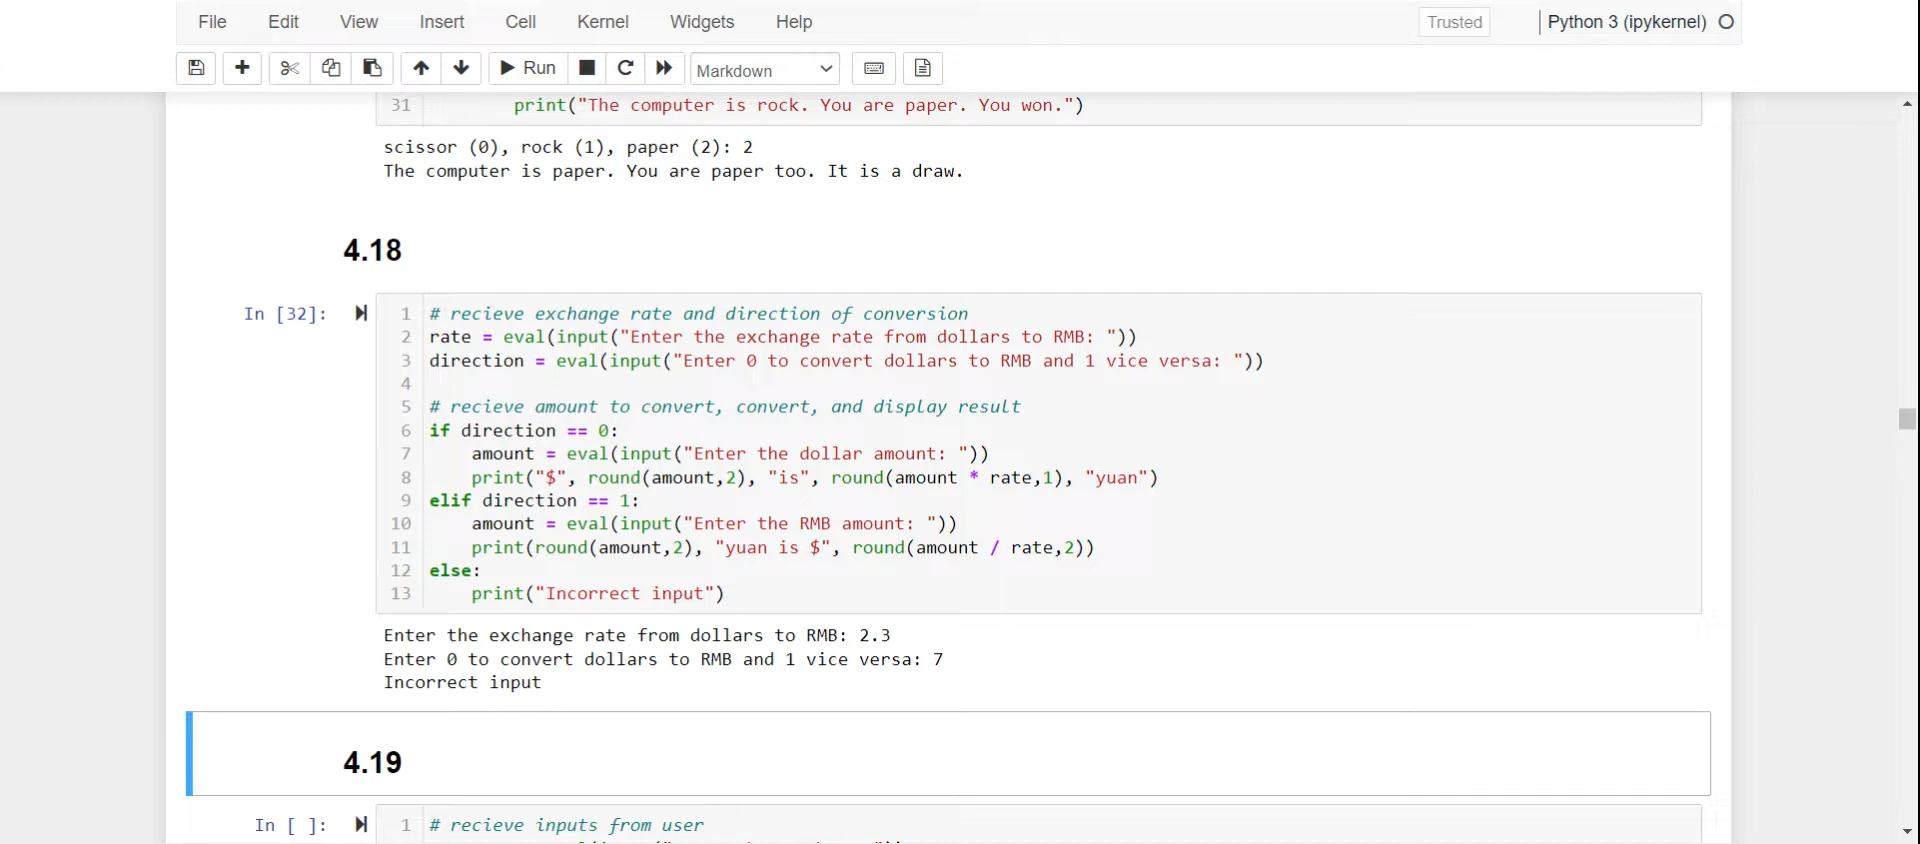 File Edit View Insert Cell Kernel Widgets Help Trusted Python 3 (ipykernel)
Run Markdown
31 print("The computer is rock. You are paper. You won.")
scissor (0), rock (1), paper (2): 2
The computer is paper. You are paper too. It is a draw.
4.18
In [32]:
1 # recieve exchange rate and direction of conversion
2 rate = eval(input("Enter the exchange rate from dollars to RMB: "))
3 direction = eval(input("Enter 0 to convert dollars to RMB and 1 vice versa: "))
4
5 # recieve amount to convert, convert, and display result
6 if direction == 0:
7     amount = eval(input("Enter the dollar amount: "))
8     print("$", round(amount,2), "is", round(amount * rate,1), "yuan")
9 elif direction == 1:
10     amount = eval(input("Enter the RMB amount: "))
11     print(round(amount,2), "yuan is $", round(amount / rate,2))
12 else:
13     print("Incorrect input")
Enter the exchange rate from dollars to RMB: 2.3
Enter 0 to convert dollars to RMB and 1 vice versa: 7
Incorrect input
4.19
In [ ]:
1 # recieve inputs from user